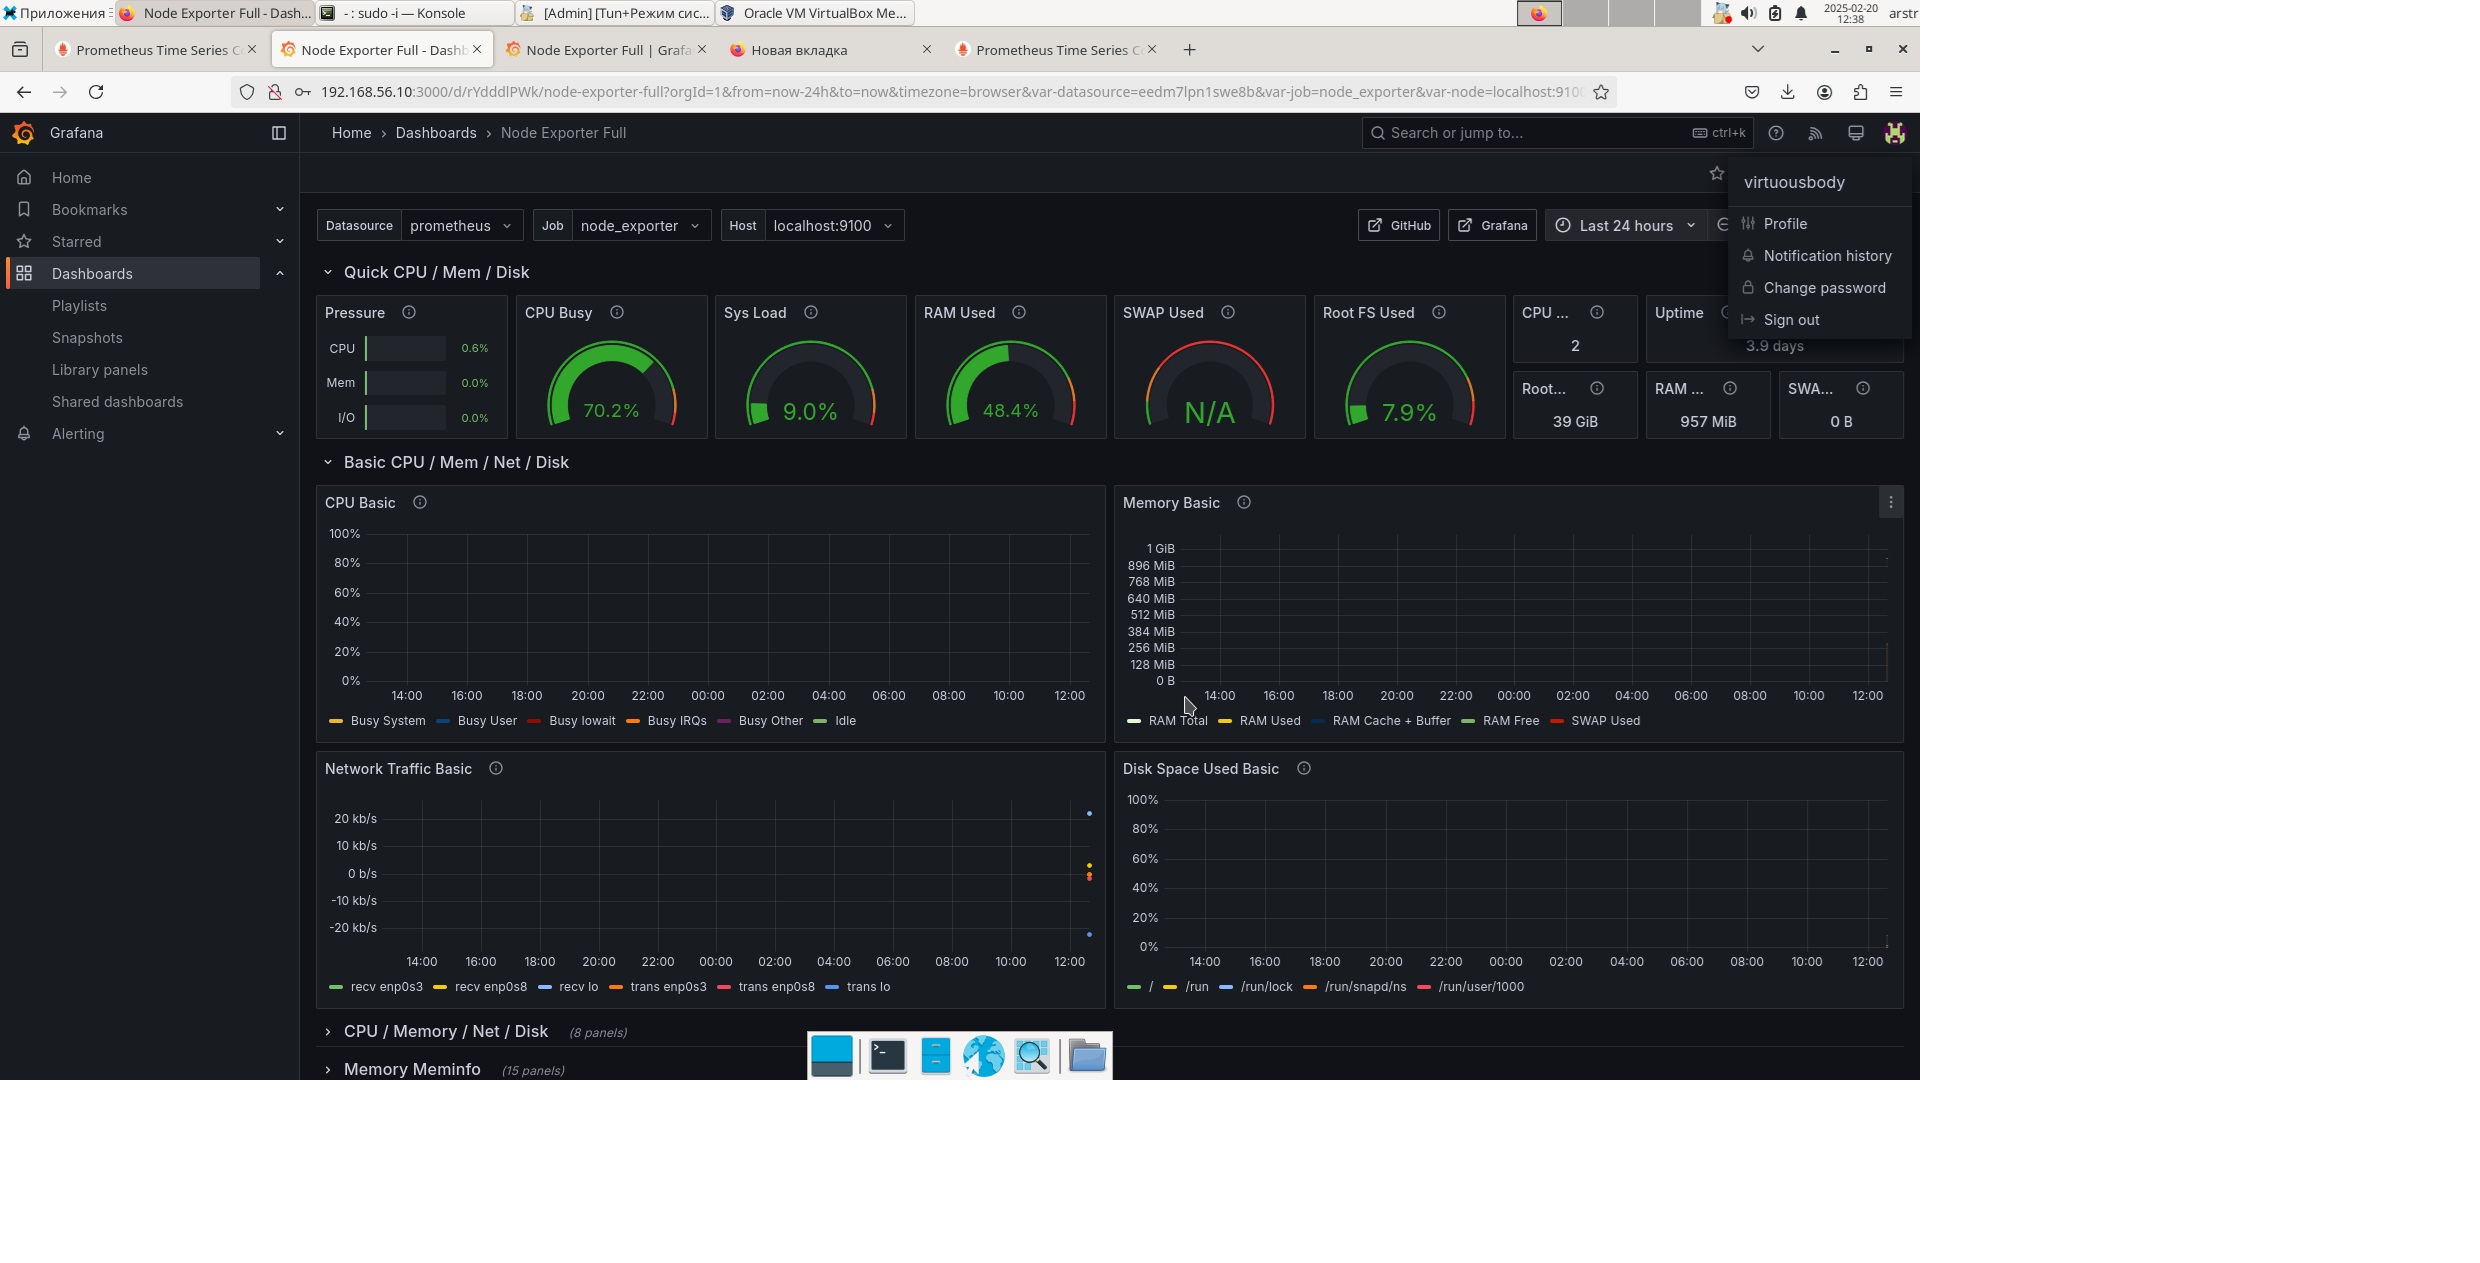 Приложения
Node Exporter Full - Dash...
- : sudo -i — Konsole
[Admin] [Tun+Режим сис...
Oracle VM VirtualBox Ме...
2025-02-20
12:38
arstr
Prometheus Time Series C
Node Exporter Full - Dashb
Node Exporter Full | Grafa
Новая вкладка
Prometheus Time Series C
192.168.56.10:3000/d/rYdddlPWk/node-exporter-full?orgId=1&from=now-24h&to=now&timezone=browser&var-datasource=eedm7lpn1swe8b&var-job=node_exporter&var-node=localhost:9100
Grafana
Home › Dashboards › Node Exporter Full
Search or jump to...
ctrl+k
Home
Bookmarks
Starred
Dashboards
Playlists
Snapshots
Library panels
Shared dashboards
Alerting
virtuousbody
Profile
Notification history
Change password
Sign out
Datasource prometheus
Job node_exporter
Host localhost:9100
GitHub
Grafana
Last 24 hours
Quick CPU / Mem / Disk
Pressure
CPU 0.6%
Mem 0.0%
I/O 0.0%
CPU Busy
70.2%
Sys Load
9.0%
RAM Used
48.4%
SWAP Used
N/A
Root FS Used
7.9%
CPU ...
2
Uptime
3.9 days
Root...
39 GiB
RAM ...
957 MiB
SWA...
0 B
Basic CPU / Mem / Net / Disk
CPU Basic
100%
80%
60%
40%
20%
0%
14:00 16:00 18:00 20:00 22:00 00:00 02:00 04:00 06:00 08:00 10:00 12:00
Busy System Busy User Busy Iowait Busy IRQs Busy Other Idle
Memory Basic
1 GiB
896 MiB
768 MiB
640 MiB
512 MiB
384 MiB
256 MiB
128 MiB
0 B
14:00 16:00 18:00 20:00 22:00 00:00 02:00 04:00 06:00 08:00 10:00 12:00
RAM Total RAM Used RAM Cache + Buffer RAM Free SWAP Used
Network Traffic Basic
20 kb/s
10 kb/s
0 b/s
-10 kb/s
-20 kb/s
14:00 16:00 18:00 20:00 22:00 00:00 02:00 04:00 06:00 08:00 10:00 12:00
recv enp0s3 recv enp0s8 recv lo trans enp0s3 trans enp0s8 trans lo
Disk Space Used Basic
100%
80%
60%
40%
20%
0%
14:00 16:00 18:00 20:00 22:00 00:00 02:00 04:00 06:00 08:00 10:00 12:00
/ /run /run/lock /run/snapd/ns /run/user/1000
CPU / Memory / Net / Disk (8 panels)
Memory Meminfo (15 panels)